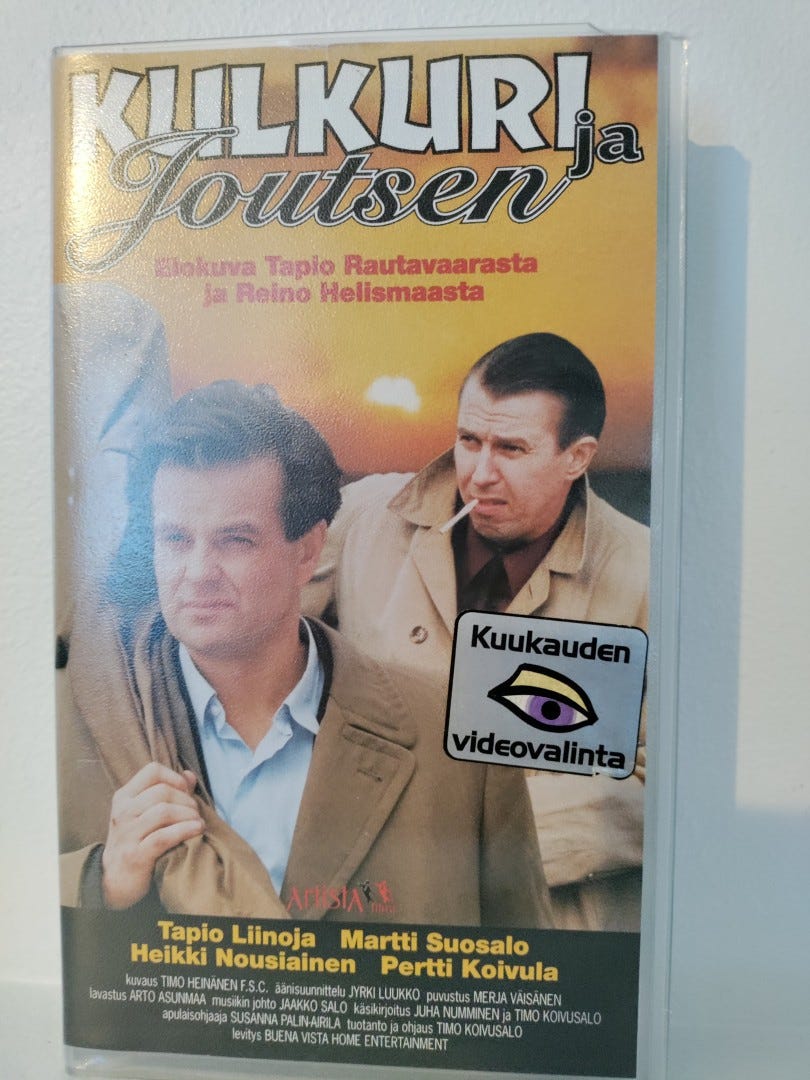 KULKURI ja
Joutsen
Elokuva Tapio Rautavaarasta
ja Reino Helismaasta
Kuukauden
videovalinta
Artista
filmi
Tapio Liinoja Martti Suosalo
Heikki Nousiainen Pertti Koivula
kuvaus TIMO HEINÄNEN F.S.C. äänisuunnittelu JYRKI LUUKKO puvustus MERJA VÄISÄNEN
lavastus ARTO ASUNMAA musiikin johto JAAKKO SALO käsikirjoitus JUHA NUMMINEN ja TIMO KOIVUSALO
apulaisohjaaja SUSANNA PALIN-AIRILA tuotanto ja ohjaus TIMO KOIVUSALO
levitys BUENA VISTA HOME ENTERTAINMENT